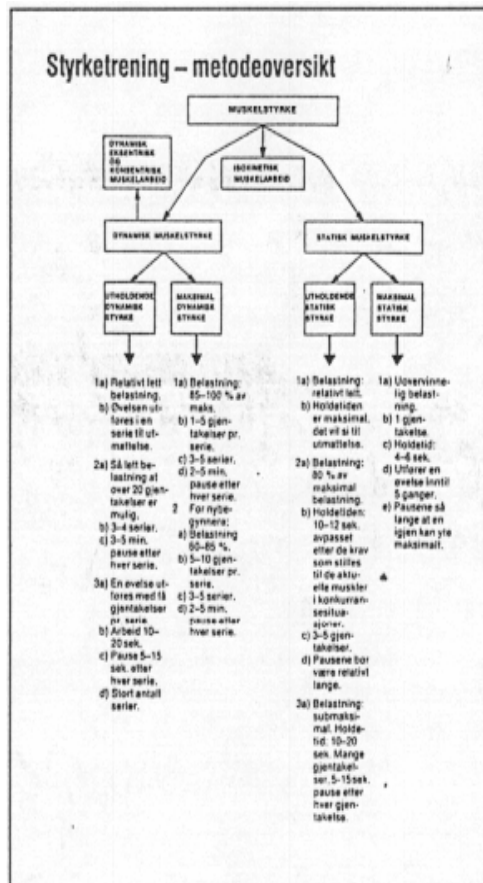 Styretrening – metodeoversikt
MUSKELSTYRKE
DYNAMISK
EKSENTRISK
OG
KONSENTRISK
MUSKELARBEID
ISOKINETISK
MUSKELARBEID
DYNAMISK MUSKELSTYRKE
STATISK MUSKELSTYRKE
UTHOLDENDE
DYNAMISK
STYRKE
MAKSIMAL
DYNAMISK
STYRKE
UTHOLDENDE
STATISK
STYRKE
MAKSIMAL
STATISK
STYRKE
1a) Relativt lett
belastning.
b) Øvelsen ut-
føres i en
serie til ut-
mattelse.
2a) Så lett be-
lastning at
over 20 gjen-
takelser er
mulig.
b) 3–4 serier.
c) 3–5 min.
pause etter
hver serie.
3a) En øvelse ut-
føres med få
gjentakelser
pr. serie.
b) Arbeid 10–
20 sek.
c) Pause 5–15
sek. etter
hver serie.
d) Stort antall
serier.
1a) Belastning:
85–100 % av
maks.
b) 1–5 gjen-
takelser pr.
serie.
c) 3–5 serier.
d) 2–5 min.
pause etter
hver serie.
2 For nybe-
gynnere:
a) Belastning
60–85 %.
b) 5–10 gjen-
takelser pr.
serie.
c) 3–5 serier.
d) 2–5 min.
pause etter
hver serie.
1a) Belastning:
relativt lett.
b) Holdetiden
er maksimal,
det vil si til
utmattelse.
2a) Belastning:
80 % av
maksimal
belastning.
b) Holdetiden:
10–12 sek.
avpasset
etter de krav
som stilles
til de aktu-
elle muskler
i konkurran-
sesitua-
sjoner.
c) 3–5 gjen-
takelser.
d) Pausene bør
være relativt
lange.
3a) Belastning:
submaksi-
mal. Holde-
tid: 10–20
sek. Mange
gjentakel-
ser. 5–15 sek.
pause etter
hver gjen-
takelse.
1a) Uovervinne-
lig belast-
ning.
b) 1 gjen-
takelse.
c) Holdetid:
4–6 sek.
d) Utfører en
øvelse inntil
5 ganger.
e) Pausene så
lange at en
igjen kan yte
maksimalt.